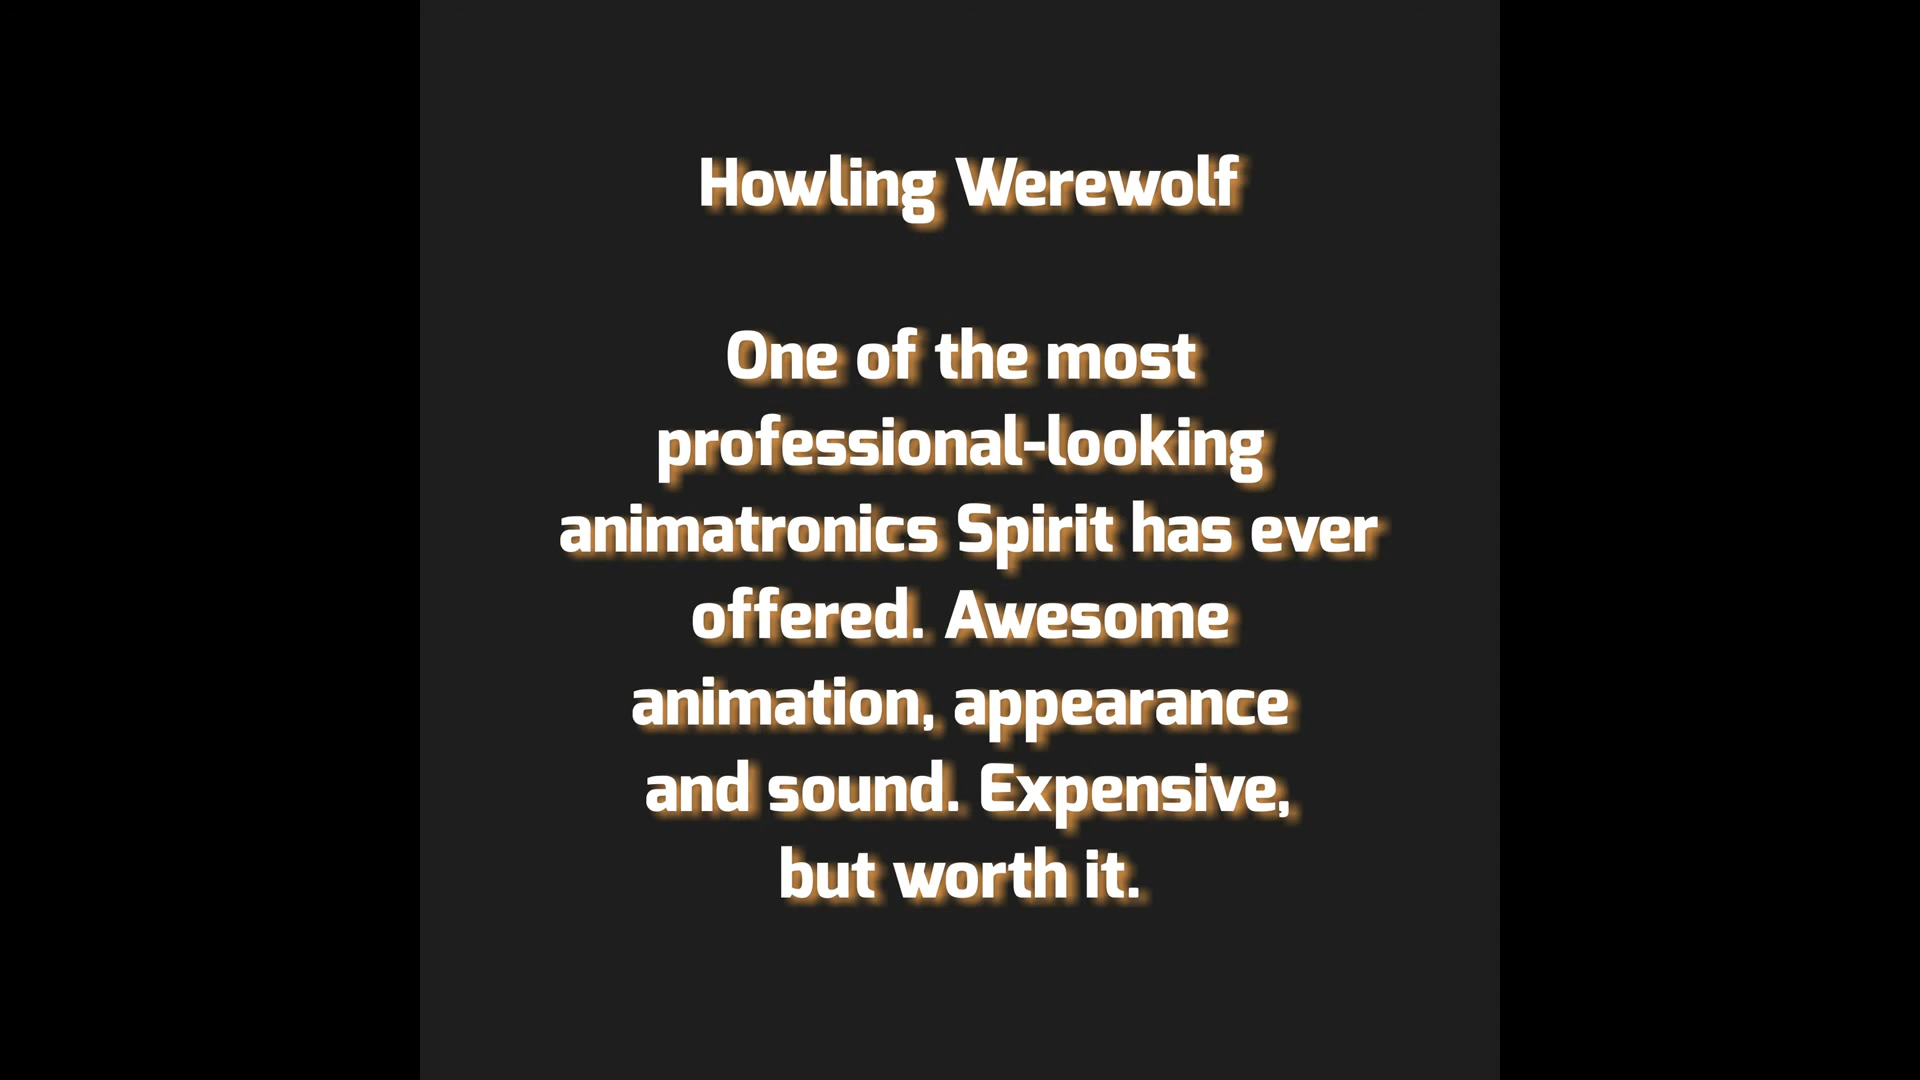 Howling Werewolf
One of the most
professional-looking
animatronics Spirit has ever
offered. Awesome
animation, appearance
and sound. Expensive,
but worth it.